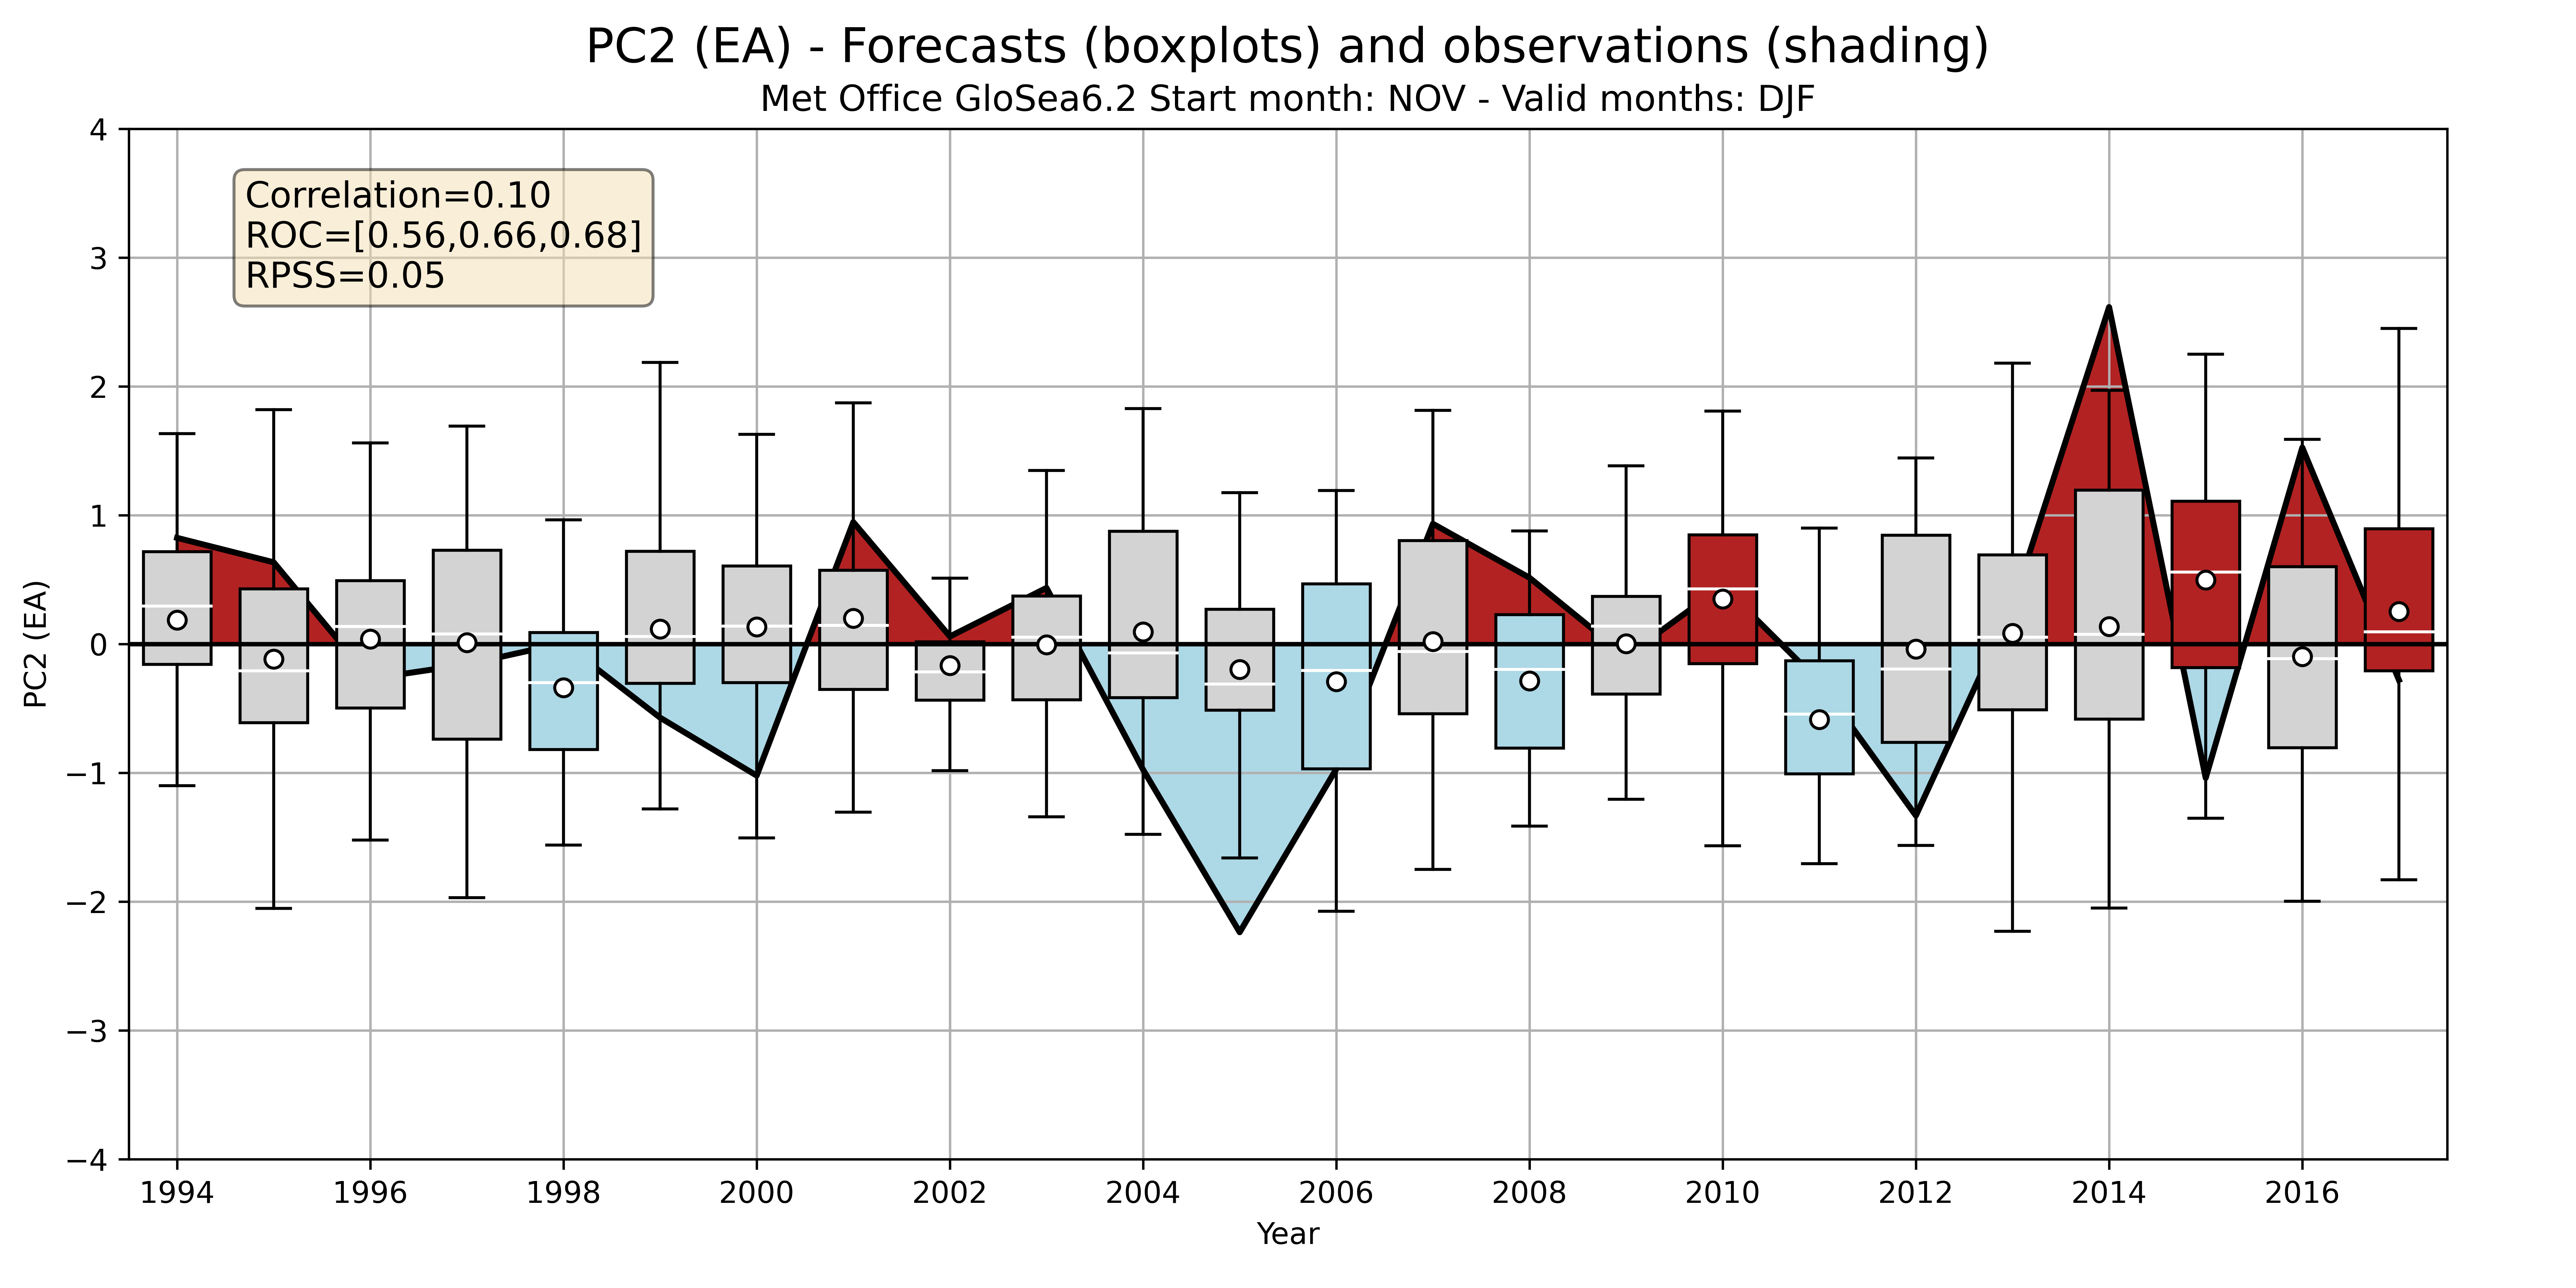 PC2 (EA) - Forecasts (boxplots) and observations (shading)
Met Office GloSea6.2 Start month: NOV - Valid months: DJF
Correlation=0.10
ROC=[0.56,0.66,0.68]
RPSS=0.05
PC2 (EA)
4
3
2
1
0
−1
−2
−3
−4
1994 1996 1998 2000 2002 2004 2006 2008 2010 2012 2014 2016
Year